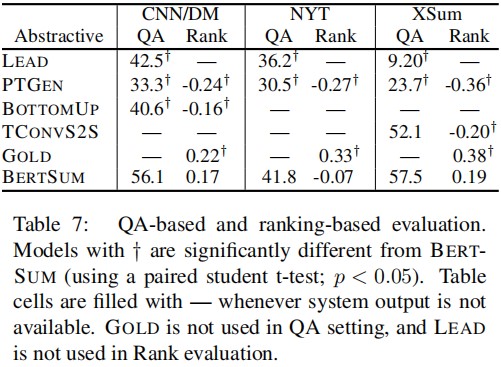 CNN/DM NYT XSum
Abstractive QA Rank QA Rank QA Rank
LEAD 42.5† — 36.2† — 9.20† —
PTGEN 33.3† -0.24† 30.5† -0.27† 23.7† -0.36†
BOTTOMUP 40.6† -0.16† — — — —
TCONVS2S — — — — 52.1 -0.20†
GOLD — 0.22† — 0.33† — 0.38†
BERTSUM 56.1 0.17 41.8 -0.07 57.5 0.19
Table 7: QA-based and ranking-based evaluation.
Models with † are significantly different from BERT-
SUM (using a paired student t-test; p < 0.05). Table
cells are filled with — whenever system output is not
available. GOLD is not used in QA setting, and LEAD
is not used in Rank evaluation.